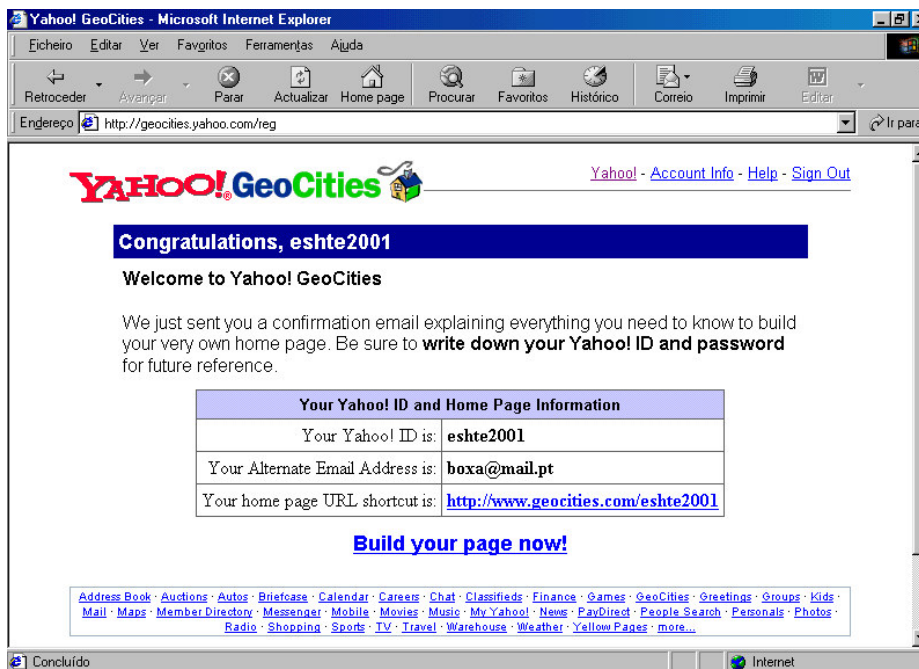 Yahoo! GeoCities - Microsoft Internet Explorer
Ficheiro Editar Ver Favoritos Ferramentas Ajuda
Retroceder Avançar Parar Actualizar Home page Procurar Favoritos Histórico Correio Imprimir Editar
Endereço http://geocities.yahoo.com/reg Ir para
YAHOO! GeoCities Yahoo! - Account Info - Help - Sign Out
Congratulations, eshte2001
Welcome to Yahoo! GeoCities
We just sent you a confirmation email explaining everything you need to know to build
your very own home page. Be sure to write down your Yahoo! ID and password
for future reference.
Your Yahoo! ID and Home Page Information
Your Yahoo! ID is: eshte2001
Your Alternate Email Address is: boxa@mail.pt
Your home page URL shortcut is: http://www.geocities.com/eshte2001
Build your page now!
Address Book · Auctions · Autos · Briefcase · Calendar · Careers · Chat · Classifieds · Finance · Games · GeoCities · Greetings · Groups · Kids ·
Mail · Maps · Member Directory · Messenger · Mobile · Movies · Music · My Yahoo! · News · PayDirect · People Search · Personals · Photos ·
Radio · Shopping · Sports · TV · Travel · Warehouse · Weather · Yellow Pages · more...
Concluído Internet